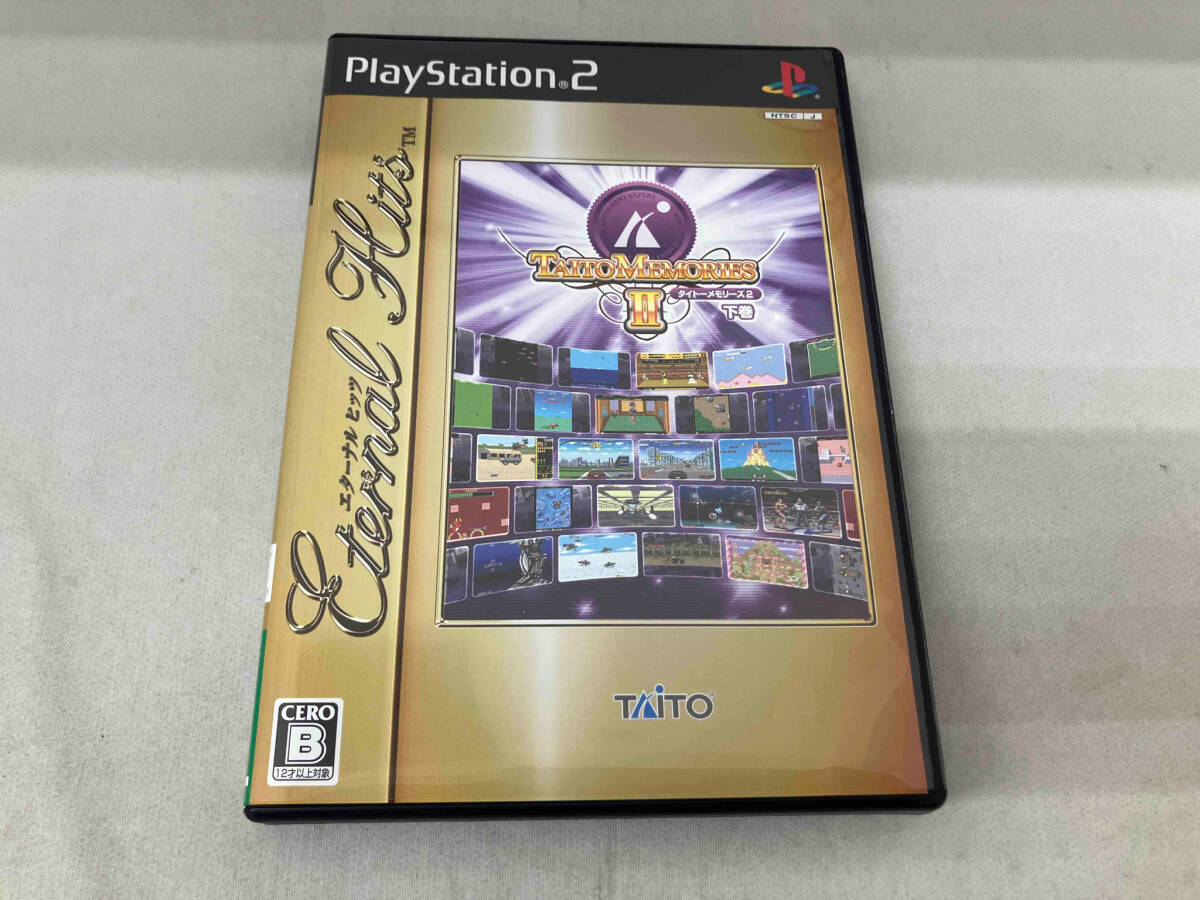 PlayStation®2
NTSC J
Eternal Hits™
エターナル ヒッツ
TAITO MEMORIES
II
タイトーメモリーズ2
下巻
TAITO
CERO
B
12才以上対象